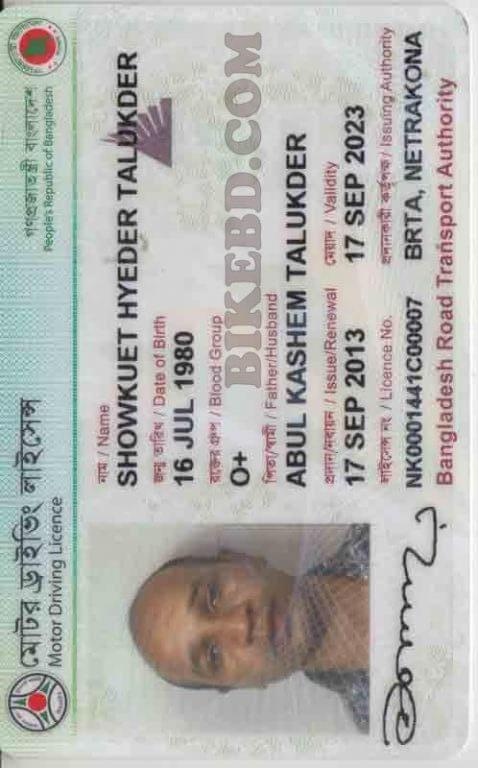 মোটর ড্রাইভিং লাইসেন্স
Motor Driving Licence
গণপ্রজাতন্ত্রী বাংলাদেশ
People's Republic of Bangladesh
নাম / Name
SHOWKUET HYEDER TALUKDER
জন্ম তারিখ / Date of Birth
16 JUL 1980
রক্তের গ্রুপ / Blood Group
O+
BIKEBD.COM
পিতা/স্বামী / Father/Husband
ABUL KASHEM TALUKDER
প্রদান/নবায়ন / Issue/Renewal মেয়াদ / Validity
17 SEP 2013 17 SEP 2023
লাইসেন্স নং / Licence No. প্রদানকারী কর্তৃপক্ষ / Issuing Authority
NK0001441C00007 BRTA, NETRAKONA
Bangladesh Road Transport Authority